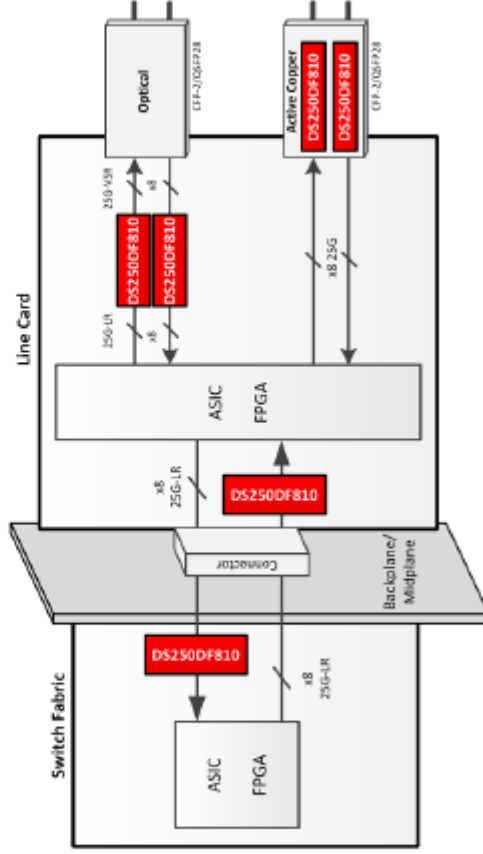 Line Card
Switch Fabric
Optical
CFP-2/QSFP28
25G-VSR
x8
DS250DF810
DS250DF810
25G-LR
x8
Active Copper
DS250DF810
DS250DF810
CFP-2/QSFP28
x8 25G
ASIC
FPGA
x8
25G-LR
DS250DF810
Connector
Backplane/
Midplane
DS250DF810
x8
25G-LR
ASIC
FPGA